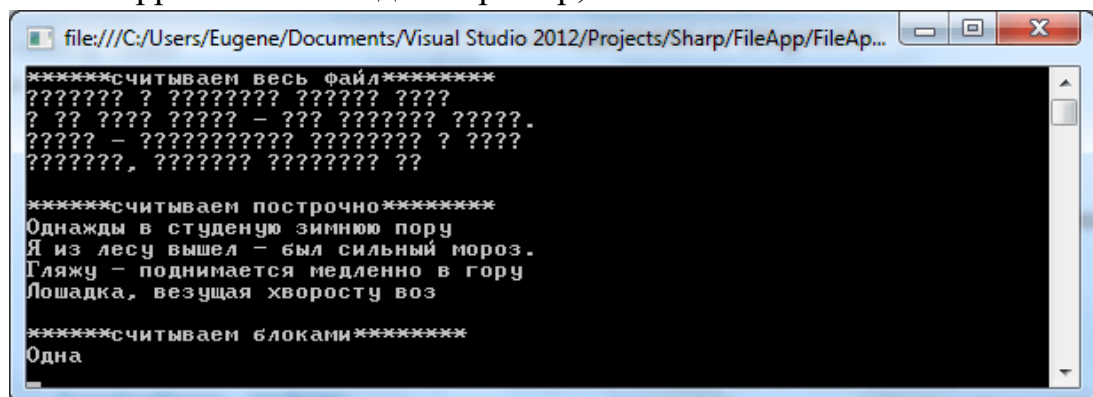 file:///C:/Users/Eugene/Documents/Visual Studio 2012/Projects/Sharp/FileApp/FileAp...
******считываем весь файл********
??????? ? ???????? ?????? ????
? ?? ???? ????? – ??? ??????? ?????.
????? – ??????????? ???????? ? ????
???????, ??????? ???????? ??
******считываем построчно********
Однажды в студеную зимнюю пору
Я из лесу вышел – был сильный мороз.
Гляжу – поднимается медленно в гору
Лошадка, везущая хворосту воз
******считываем блоками********
Одна